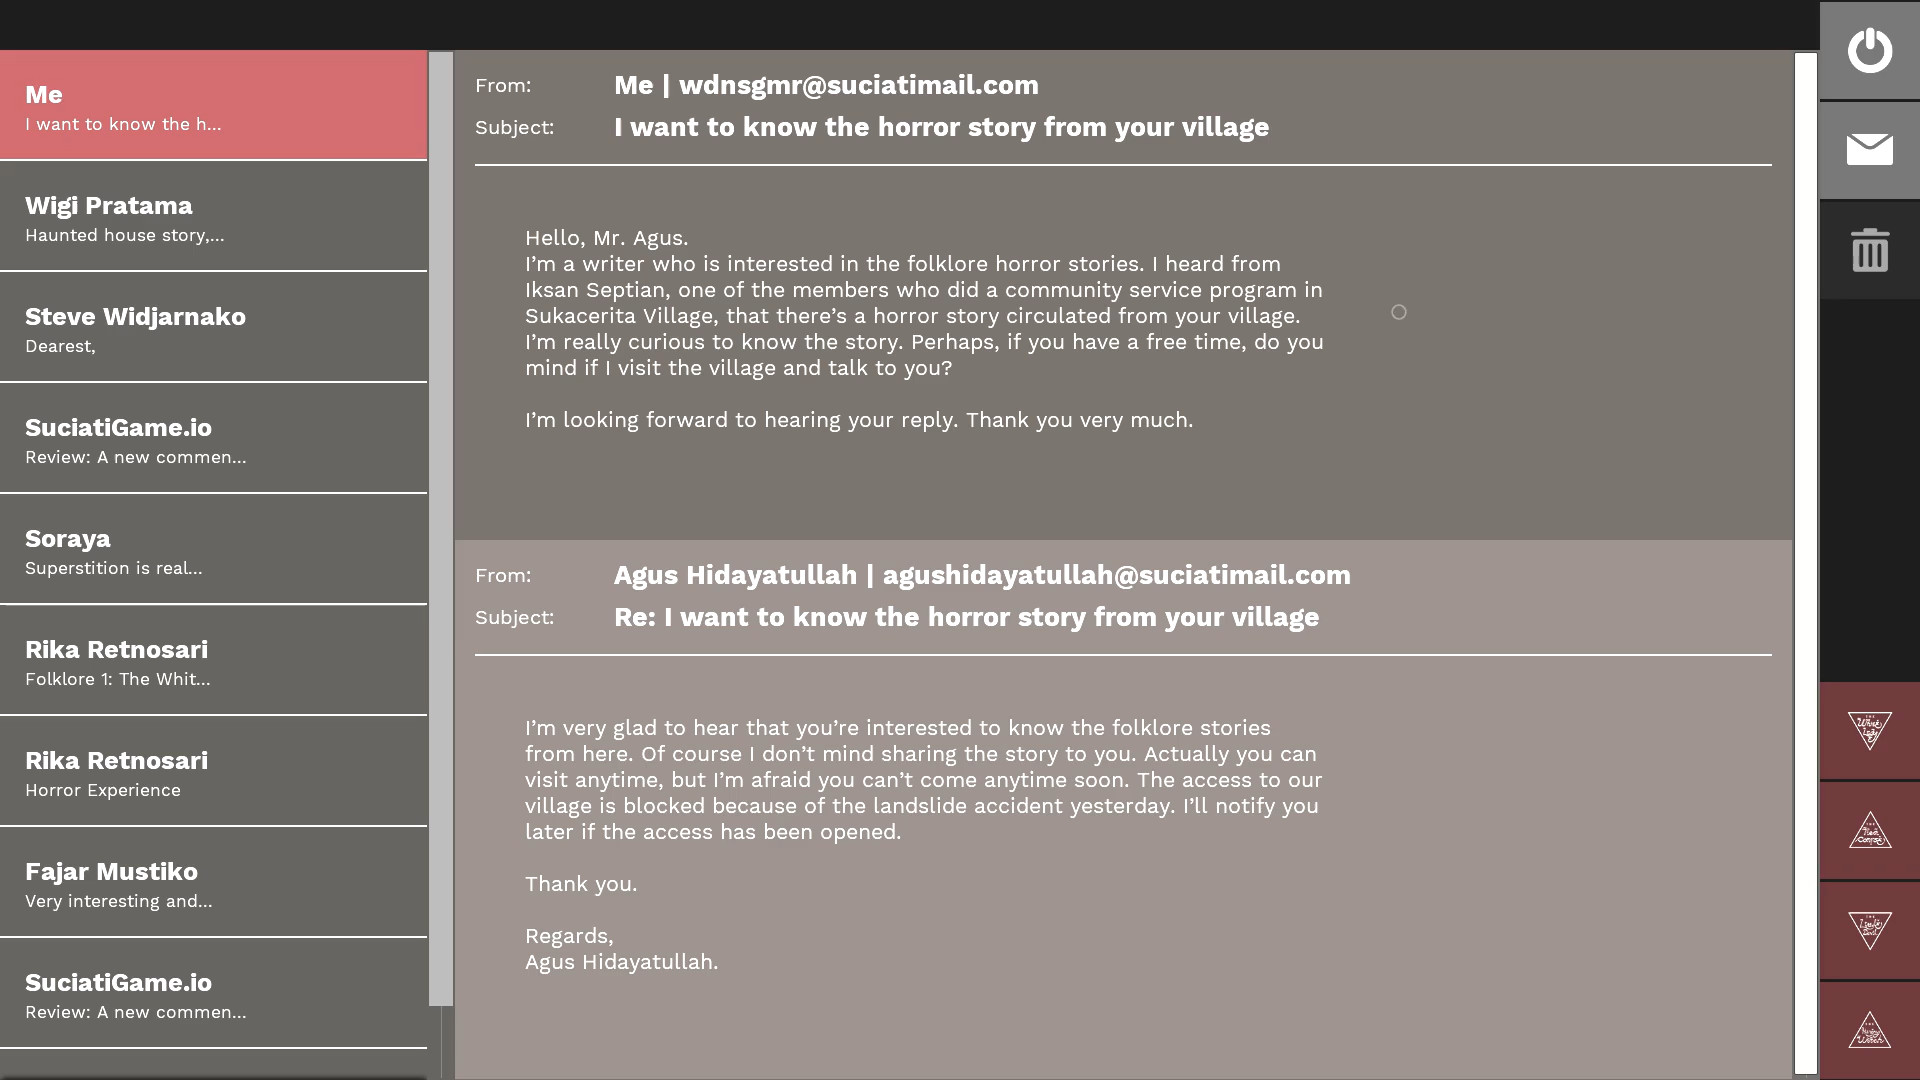 Me
I want to know the h...
Wigi Pratama
Haunted house story,...
Steve Widjarnako
Dearest,
SuciatiGame.io
Review: A new commen...
Soraya
Superstition is real...
Rika Retnosari
Folklore 1: The Whit...
Rika Retnosari
Horror Experience
Fajar Mustiko
Very interesting and...
SuciatiGame.io
Review: A new commen...
From: Me | wdnsgmr@suciatimail.com
Subject: I want to know the horror story from your village
Hello, Mr. Agus.
I’m a writer who is interested in the folklore horror stories. I heard from
Iksan Septian, one of the members who did a community service program in
Sukacerita Village, that there’s a horror story circulated from your village.
I’m really curious to know the story. Perhaps, if you have a free time, do you
mind if I visit the village and talk to you?
I’m looking forward to hearing your reply. Thank you very much.
From: Agus Hidayatullah | agushidayatullah@suciatimail.com
Subject: Re: I want to know the horror story from your village
I’m very glad to hear that you’re interested to know the folklore stories
from here. Of course I don’t mind sharing the story to you. Actually you can
visit anytime, but I’m afraid you can’t come anytime soon. The access to our
village is blocked because of the landslide accident yesterday. I’ll notify you
later if the access has been opened.
Thank you.
Regards,
Agus Hidayatullah.